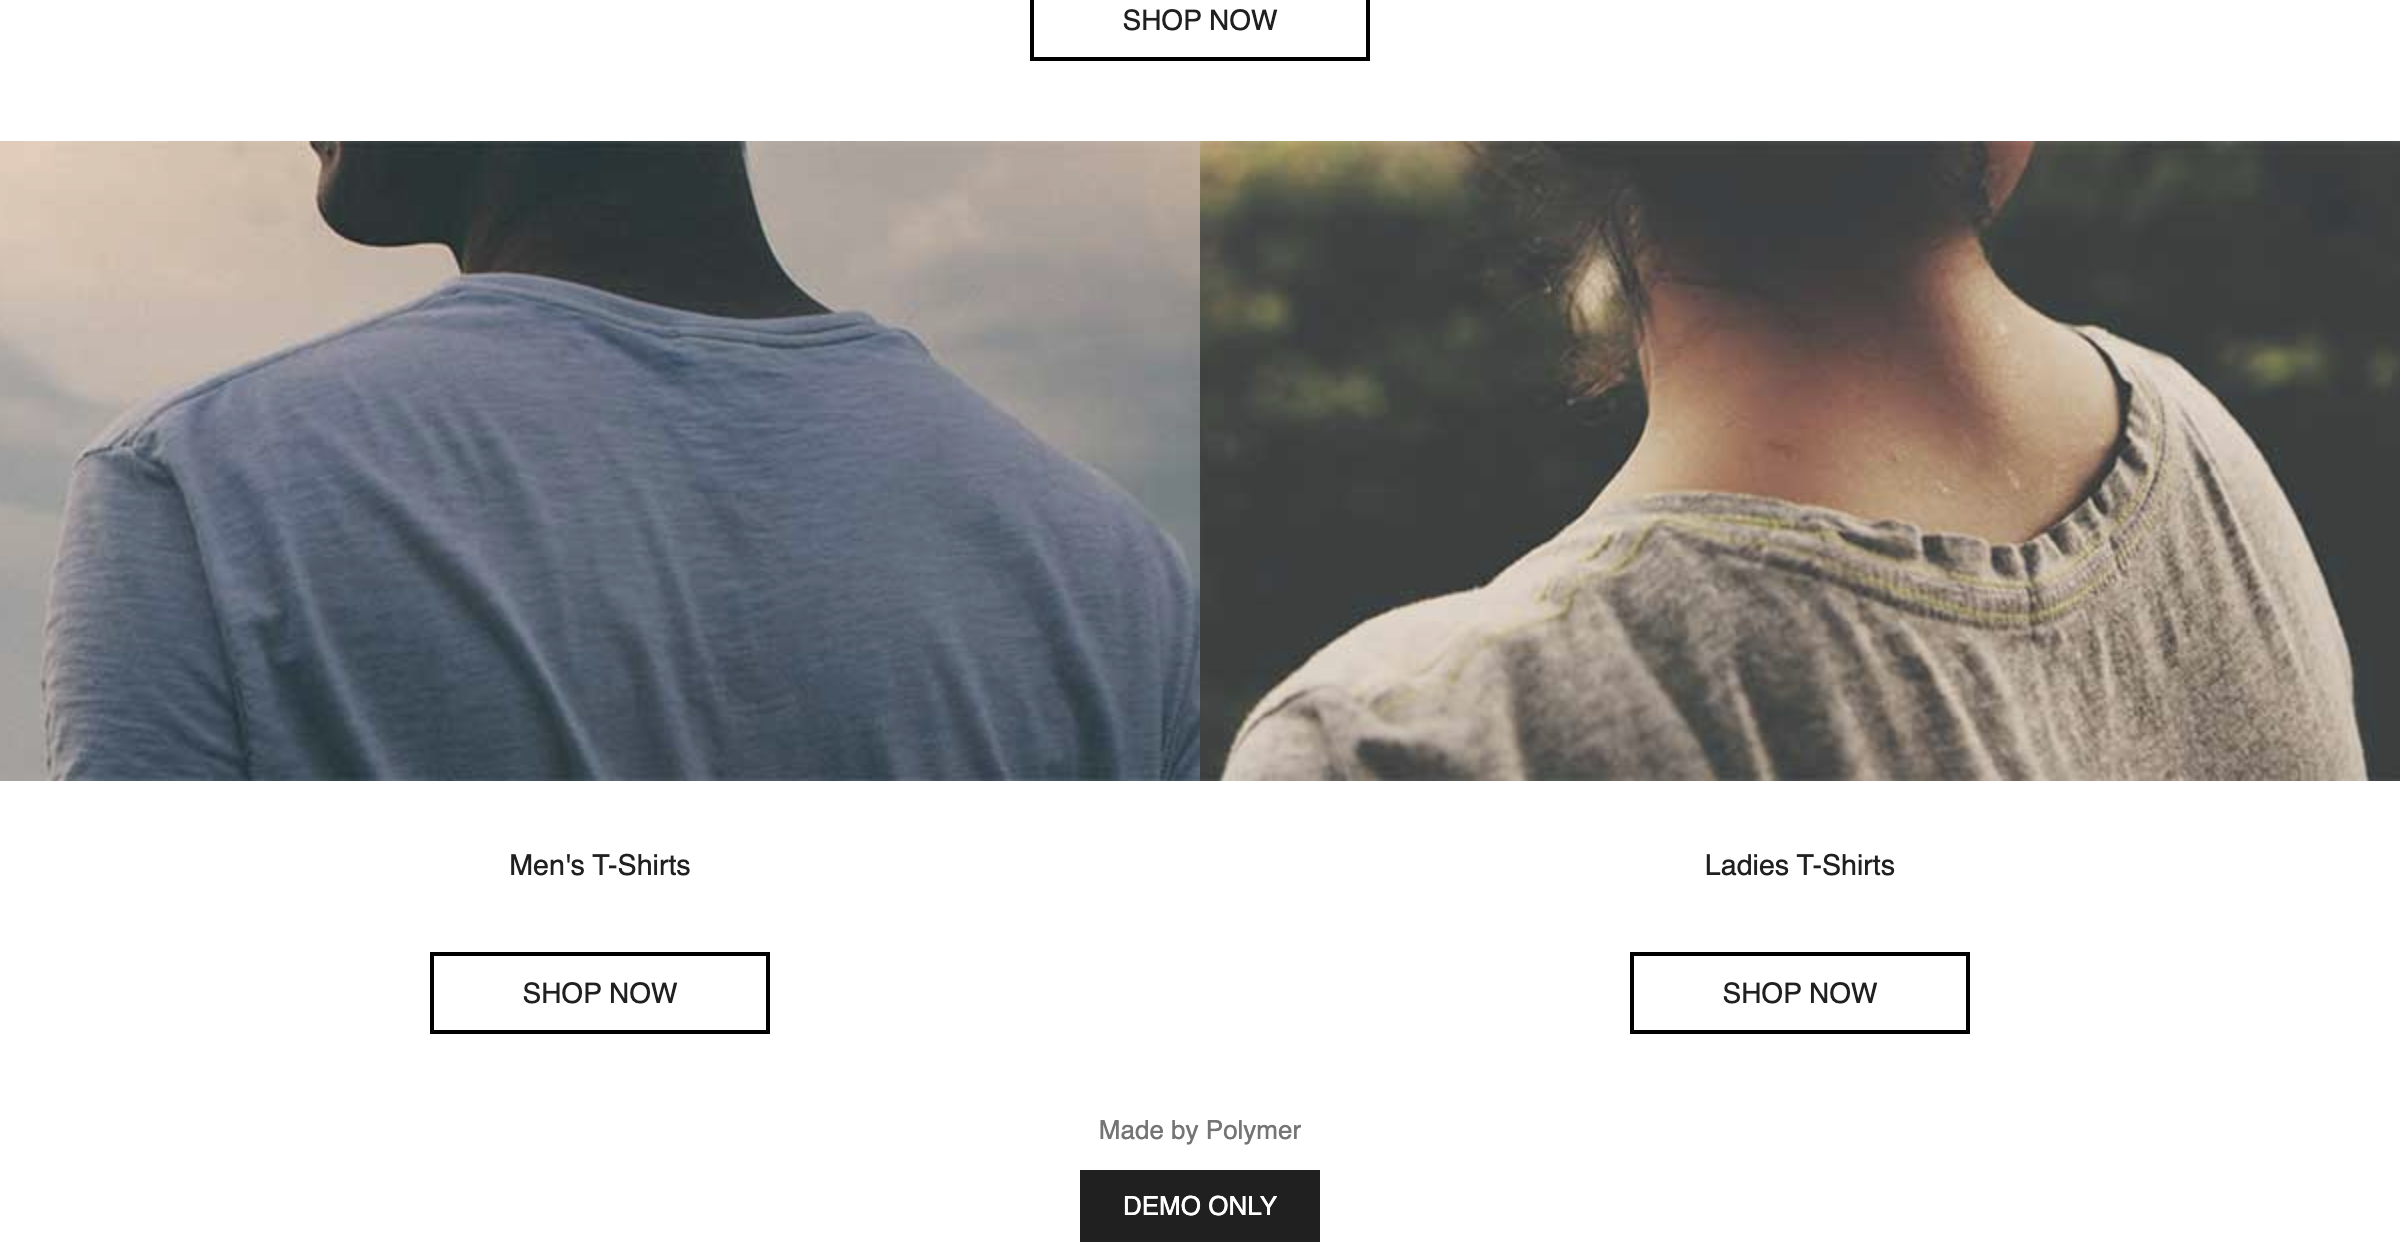 SHOP NOW
Men's T-Shirts
Ladies T-Shirts
SHOP NOW
SHOP NOW
Made by Polymer
DEMO ONLY